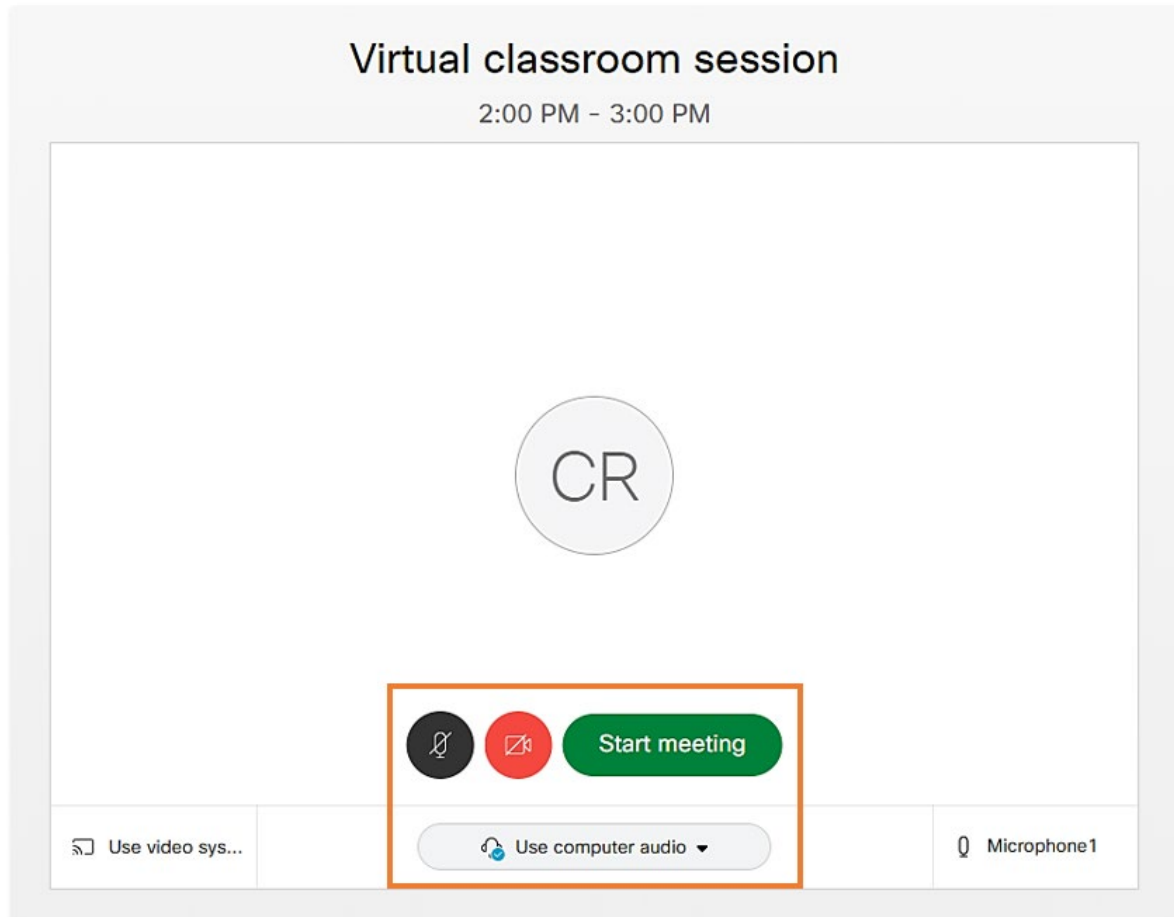 Virtual classroom session
2:00 PM - 3:00 PM
CR
Start meeting
Use video sys...
Use computer audio
Microphone1